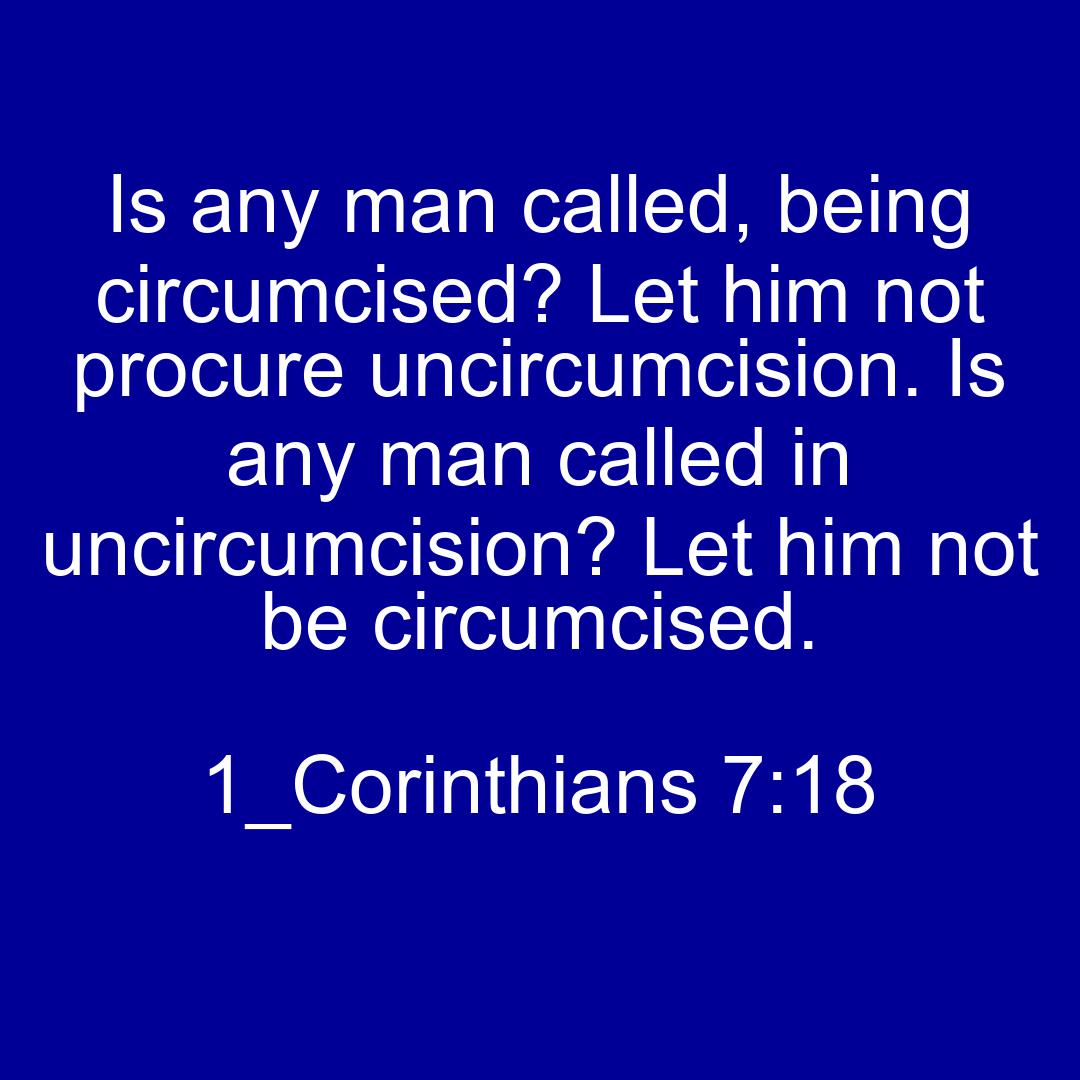 Is any man called, being
circumcised? Let him not
procure uncircumcision. Is
any man called in
uncircumcision? Let him not
be circumcised.
1_Corinthians 7:18